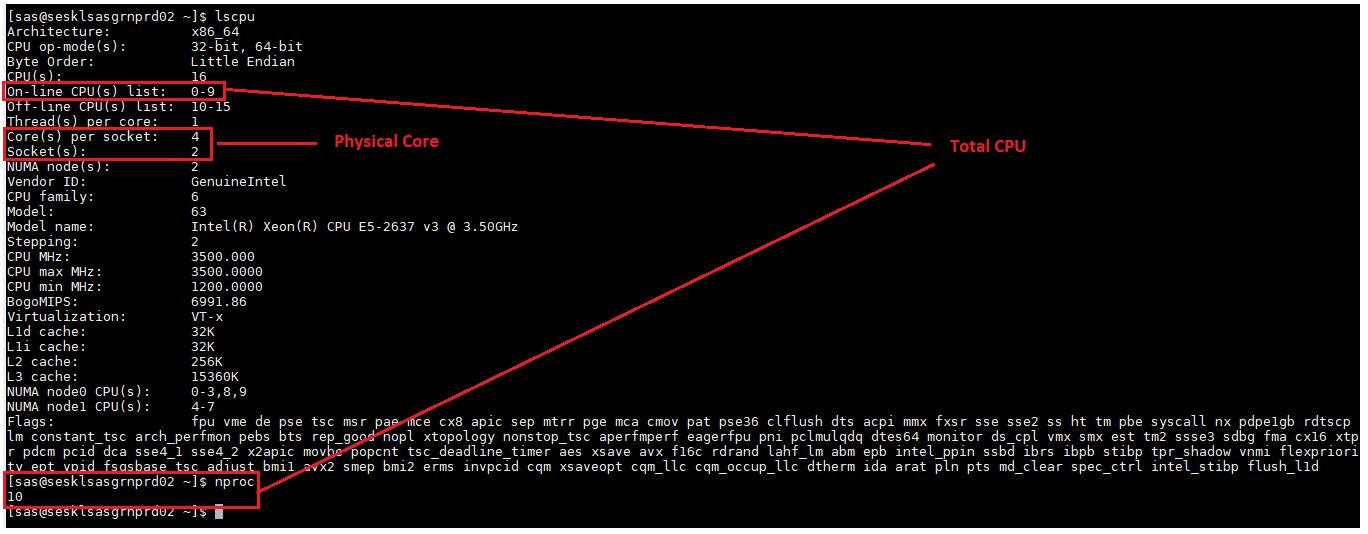 [sas@sesklsasgrnprd02 ~]$ lscpu
Architecture: x86_64
CPU op-mode(s): 32-bit, 64-bit
Byte Order: Little Endian
CPU(s): 16
On-line CPU(s) list: 0-9
Off-line CPU(s) list: 10-15
Thread(s) per core: 1
Core(s) per socket: 4
Physical Core
Total CPU
Socket(s): 2
NUMA node(s): 2
Vendor ID: GenuineIntel
CPU family: 6
Model: 63
Model name: Intel(R) Xeon(R) CPU E5-2637 v3 @ 3.50GHz
Stepping: 2
CPU MHz: 3500.000
CPU max MHz: 3500.0000
CPU min MHz: 1200.0000
BogoMIPS: 6991.86
Virtualization: VT-x
L1d cache: 32K
L1i cache: 32K
L2 cache: 256K
L3 cache: 15360K
NUMA node0 CPU(s): 0-3,8,9
NUMA node1 CPU(s): 4-7
Flags: fpu vme de pse tsc msr pae mce cx8 apic sep mtrr pge mca cmov pat pse36 clflush dts acpi mmx fxsr sse sse2 ss ht tm pbe syscall nx pdpe1gb rdtscp
lm constant_tsc arch_perfmon pebs bts rep_good nopl xtopology nonstop_tsc aperfmperf eagerfpu pni pclmulqdq dtes64 monitor ds_cpl vmx smx est tm2 ssse3 sdbg fma cx16 xtp
r pdcm pcid dca sse4_1 sse4_2 x2apic movbe popcnt tsc_deadline_timer aes xsave avx f16c rdrand lahf_lm abm epb intel_ppin ssbd ibrs ibpb stibp tpr_shadow vnmi flexpriori
ty ept vpid fsgsbase tsc_adjust bmi1 avx2 smep bmi2 erms invpcid cqm xsaveopt cqm_llc cqm_occup_llc dtherm ida arat pln pts md_clear spec_ctrl intel_stibp flush_l1d
[sas@sesklsasgrnprd02 ~]$ nproc
10
[sas@sesklsasgrnprd02 ~]$